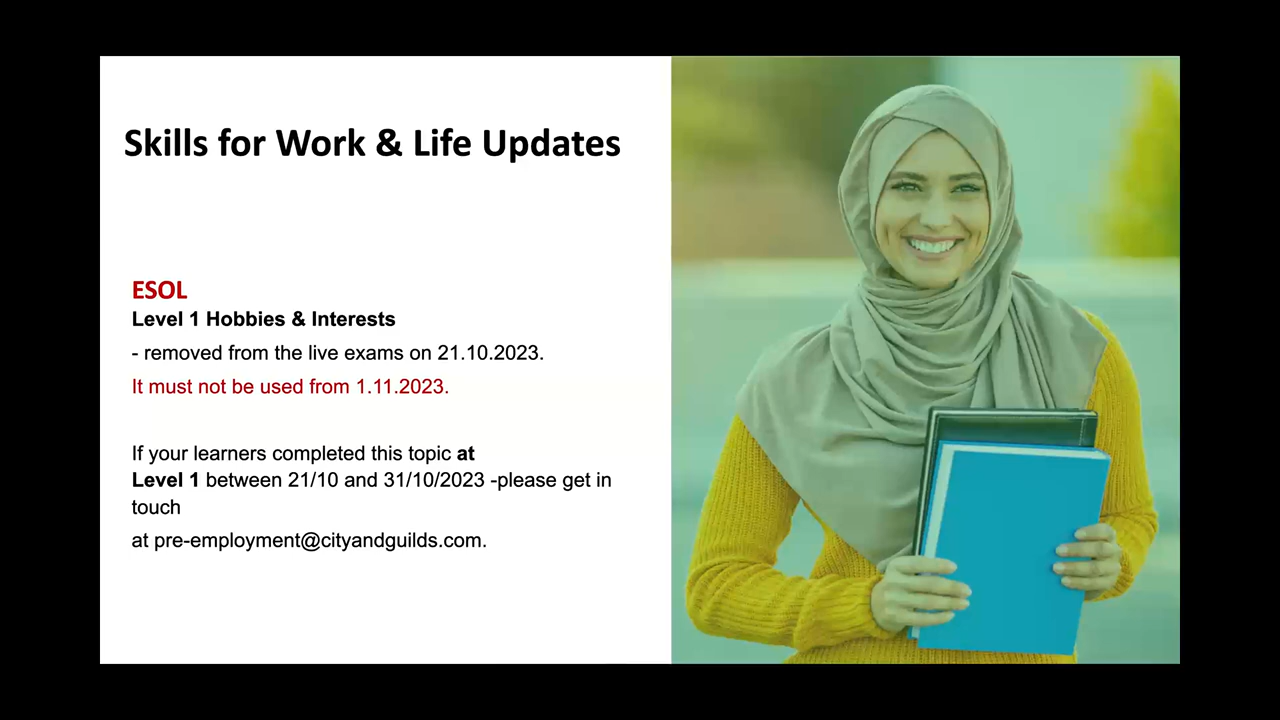 Skills for Work & Life Updates
ESOL
Level 1 Hobbies & Interests
- removed from the live exams on 21.10.2023.
It must not be used from 1.11.2023.
If your learners completed this topic at
Level 1 between 21/10 and 31/10/2023 -please get in
touch
at pre-employment@cityandguilds.com.